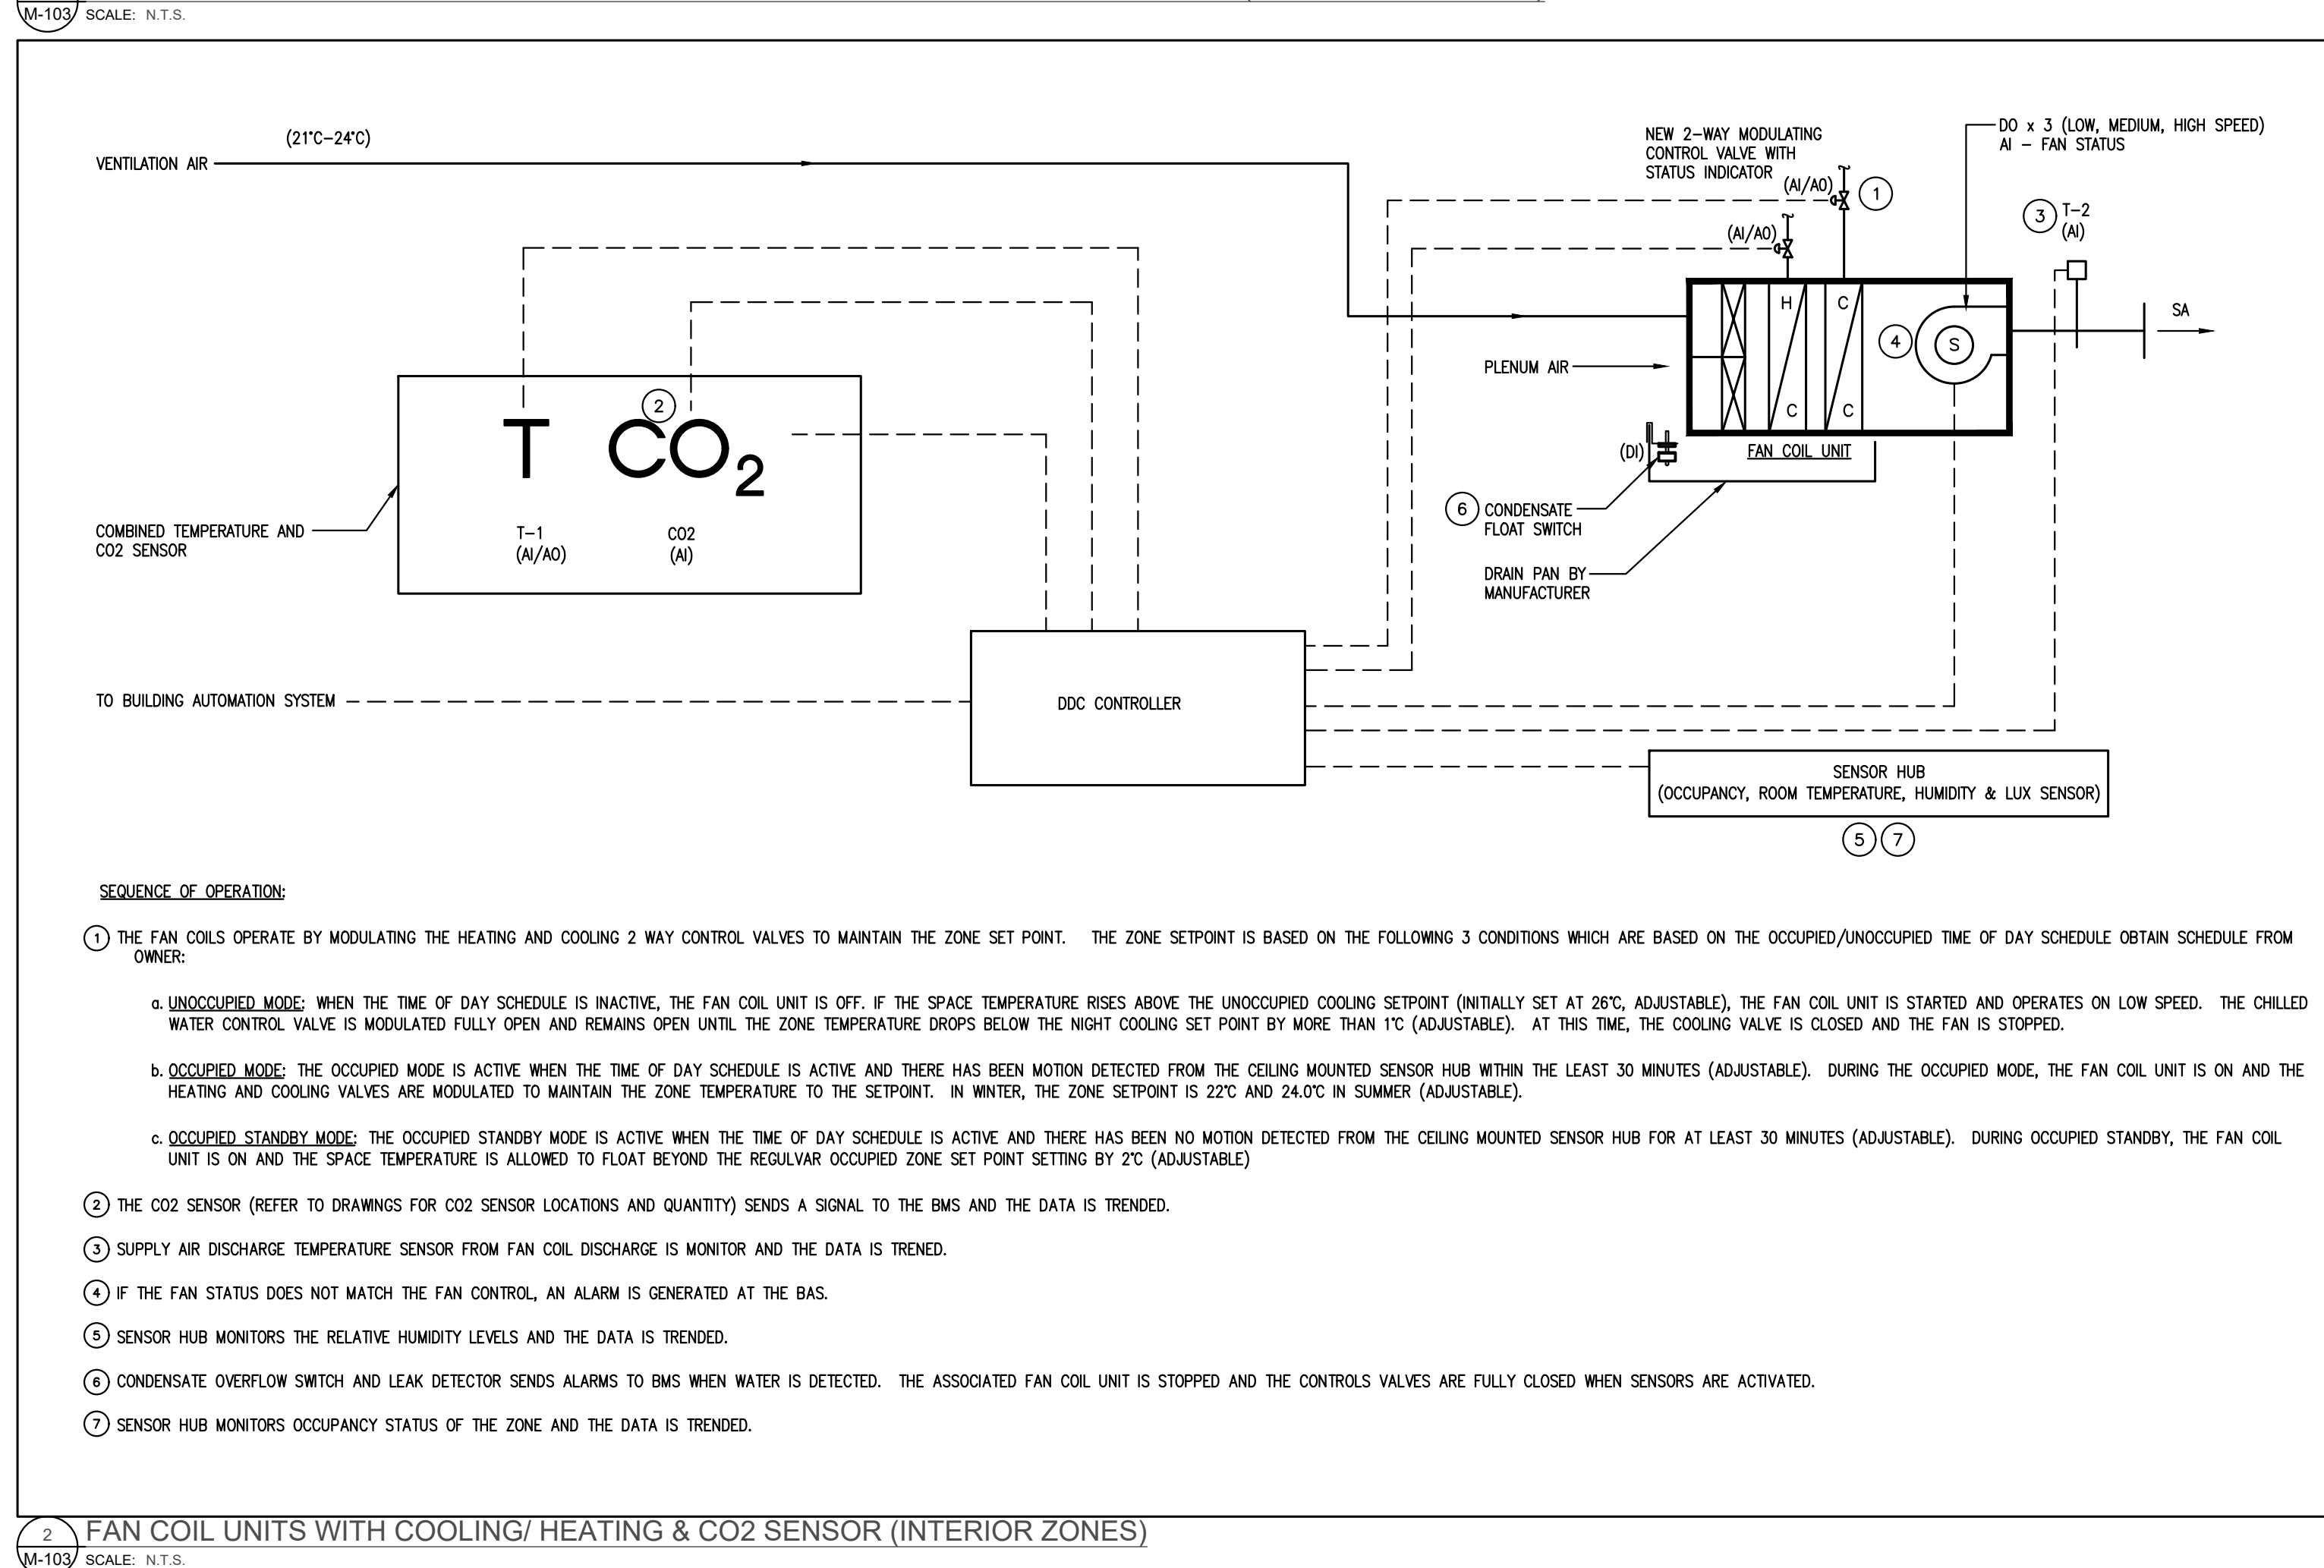 M-103 SCALE: N.T.S.
(21°C-24°C)
VENTILATION AIR
NEW 2-WAY MODULATING
CONTROL VALVE WITH
STATUS INDICATOR
(AI/AO)
1
(AI/AO)
DO x 3 (LOW, MEDIUM, HIGH SPEED)
AI - FAN STATUS
3 T-2
(AI)
H C
C C
4
S
SA
PLENUM AIR
FAN COIL UNIT
(DI)
6 CONDENSATE
FLOAT SWITCH
DRAIN PAN BY
MANUFACTURER
2
T CO2
T-1
(AI/AO)
CO2
(AI)
COMBINED TEMPERATURE AND
CO2 SENSOR
TO BUILDING AUTOMATION SYSTEM
DDC CONTROLLER
SENSOR HUB
(OCCUPANCY, ROOM TEMPERATURE, HUMIDITY & LUX SENSOR)
5 7
SEQUENCE OF OPERATION:
1 THE FAN COILS OPERATE BY MODULATING THE HEATING AND COOLING 2 WAY CONTROL VALVES TO MAINTAIN THE ZONE SET POINT. THE ZONE SETPOINT IS BASED ON THE FOLLOWING 3 CONDITIONS WHICH ARE BASED ON THE OCCUPIED/UNOCCUPIED TIME OF DAY SCHEDULE OBTAIN SCHEDULE FROM
OWNER:
a. UNOCCUPIED MODE: WHEN THE TIME OF DAY SCHEDULE IS INACTIVE, THE FAN COIL UNIT IS OFF. IF THE SPACE TEMPERATURE RISES ABOVE THE UNOCCUPIED COOLING SETPOINT (INITIALLY SET AT 26°C, ADJUSTABLE), THE FAN COIL UNIT IS STARTED AND OPERATES ON LOW SPEED. THE CHILLED
WATER CONTROL VALVE IS MODULATED FULLY OPEN AND REMAINS OPEN UNTIL THE ZONE TEMPERATURE DROPS BELOW THE NIGHT COOLING SET POINT BY MORE THAN 1°C (ADJUSTABLE). AT THIS TIME, THE COOLING VALVE IS CLOSED AND THE FAN IS STOPPED.
b. OCCUPIED MODE: THE OCCUPIED MODE IS ACTIVE WHEN THE TIME OF DAY SCHEDULE IS ACTIVE AND THERE HAS BEEN MOTION DETECTED FROM THE CEILING MOUNTED SENSOR HUB WITHIN THE LEAST 30 MINUTES (ADJUSTABLE). DURING THE OCCUPIED MODE, THE FAN COIL UNIT IS ON AND THE
HEATING AND COOLING VALVES ARE MODULATED TO MAINTAIN THE ZONE TEMPERATURE TO THE SETPOINT. IN WINTER, THE ZONE SETPOINT IS 22°C AND 24.0°C IN SUMMER (ADJUSTABLE).
c. OCCUPIED STANDBY MODE: THE OCCUPIED STANDBY MODE IS ACTIVE WHEN THE TIME OF DAY SCHEDULE IS ACTIVE AND THERE HAS BEEN NO MOTION DETECTED FROM THE CEILING MOUNTED SENSOR HUB FOR AT LEAST 30 MINUTES (ADJUSTABLE). DURING OCCUPIED STANDBY, THE FAN COIL
UNIT IS ON AND THE SPACE TEMPERATURE IS ALLOWED TO FLOAT BEYOND THE REGULVAR OCCUPIED ZONE SET POINT SETTING BY 2°C (ADJUSTABLE)
2 THE CO2 SENSOR (REFER TO DRAWINGS FOR CO2 SENSOR LOCATIONS AND QUANTITY) SENDS A SIGNAL TO THE BMS AND THE DATA IS TRENDED.
3 SUPPLY AIR DISCHARGE TEMPERATURE SENSOR FROM FAN COIL DISCHARGE IS MONITOR AND THE DATA IS TRENED.
4 IF THE FAN STATUS DOES NOT MATCH THE FAN CONTROL, AN ALARM IS GENERATED AT THE BAS.
5 SENSOR HUB MONITORS THE RELATIVE HUMIDITY LEVELS AND THE DATA IS TRENDED.
6 CONDENSATE OVERFLOW SWITCH AND LEAK DETECTOR SENDS ALARMS TO BMS WHEN WATER IS DETECTED. THE ASSOCIATED FAN COIL UNIT IS STOPPED AND THE CONTROLS VALVES ARE FULLY CLOSED WHEN SENSORS ARE ACTIVATED.
7 SENSOR HUB MONITORS OCCUPANCY STATUS OF THE ZONE AND THE DATA IS TRENDED.
2 FAN COIL UNITS WITH COOLING/ HEATING & CO2 SENSOR (INTERIOR ZONES)
M-103 SCALE: N.T.S.